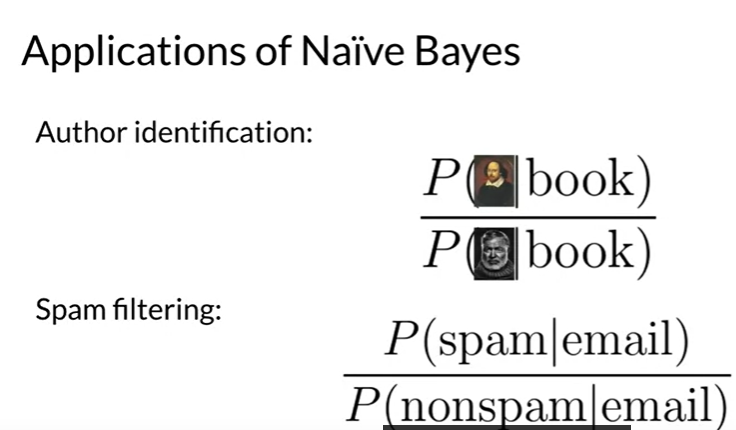 Applications of Naïve Bayes
Author identification:
P( |book)
P( |book)
Spam filtering:
P(spam|email)
P(nonspam|email)